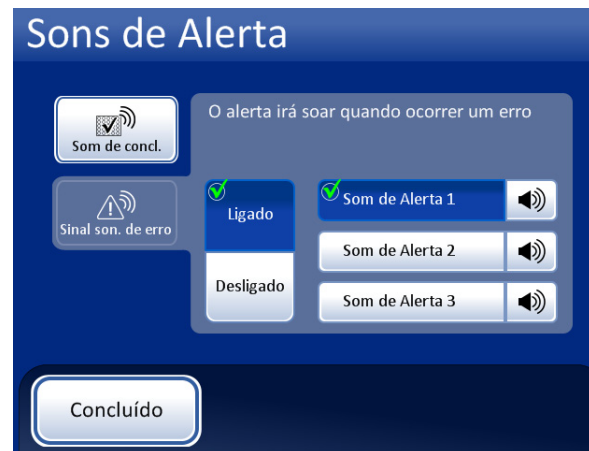 Sons de Alerta
Som de concl.
O alerta irá soar quando ocorrer um erro
Sinal son. de erro
Ligado
Som de Alerta 1
Som de Alerta 2
Desligado
Som de Alerta 3
Concluído